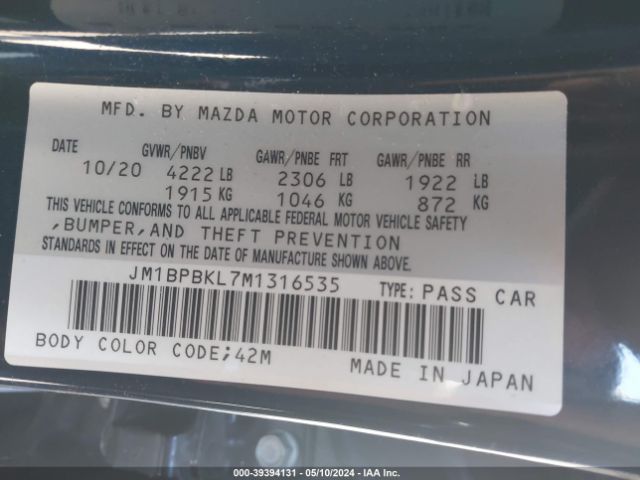 MFD. BY MAZDA MOTOR CORPORATION
DATE GVWR/PNBV GAWR/PNBE FRT GAWR/PNBE RR
10/20 4222 LB 2306 LB 1922 LB
1915 KG 1046 KG 872 KG
THIS VEHICLE CONFORMS TO ALL APPLICABLE FEDERAL MOTOR VEHICLE SAFETY
,BUMPER,AND THEFT PREVENTION
STANDARDS IN EFFECT ON THE DATE OF MANUFACTURE SHOWN ABOVE.
JM1BPBKL7M1316535 TYPE: PASS CAR
BODY COLOR CODE;42M
MADE IN JAPAN
000-39394131 - 05/10/2024 - IAA Inc.